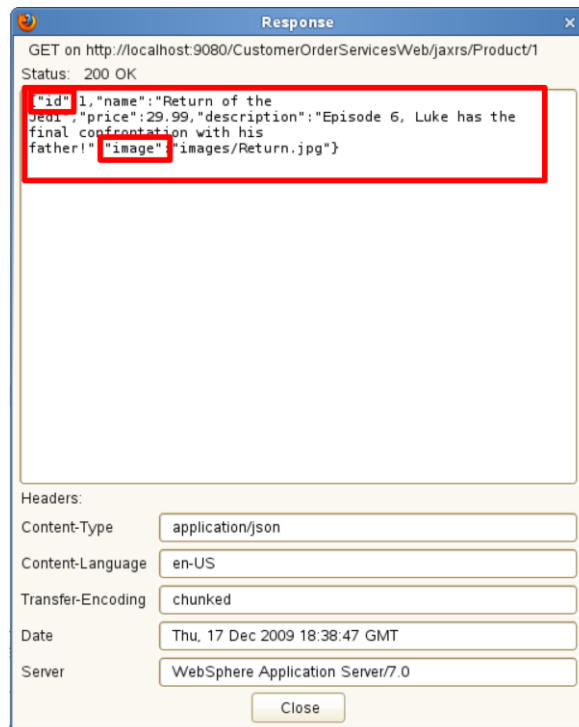 Response
GET on http://localhost:9080/CustomerOrderServicesWeb/jaxrs/Product/1
Status: 200 OK
{"id":1,"name":"Return of the
Jedi","price":29.99,"description":"Episode 6, Luke has the
final confrontation with his
father!","image":"images/Return.jpg"}
Headers:
Content-Type application/json
Content-Language en-US
Transfer-Encoding chunked
Date Thu, 17 Dec 2009 18:38:47 GMT
Server WebSphere Application Server/7.0
Close